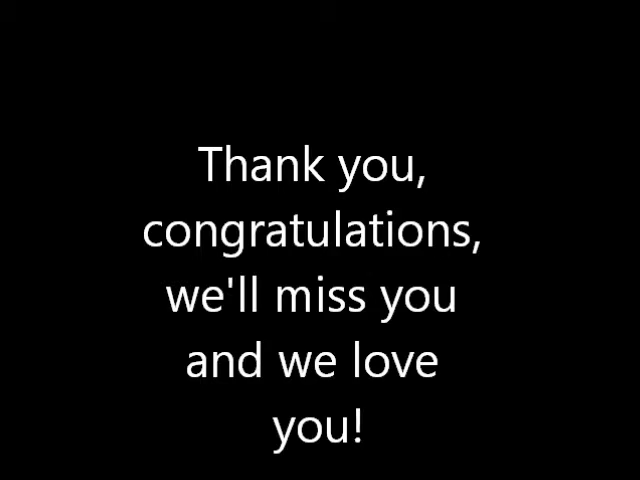 Thank you,
congratulations,
we'll miss you
and we love
you!